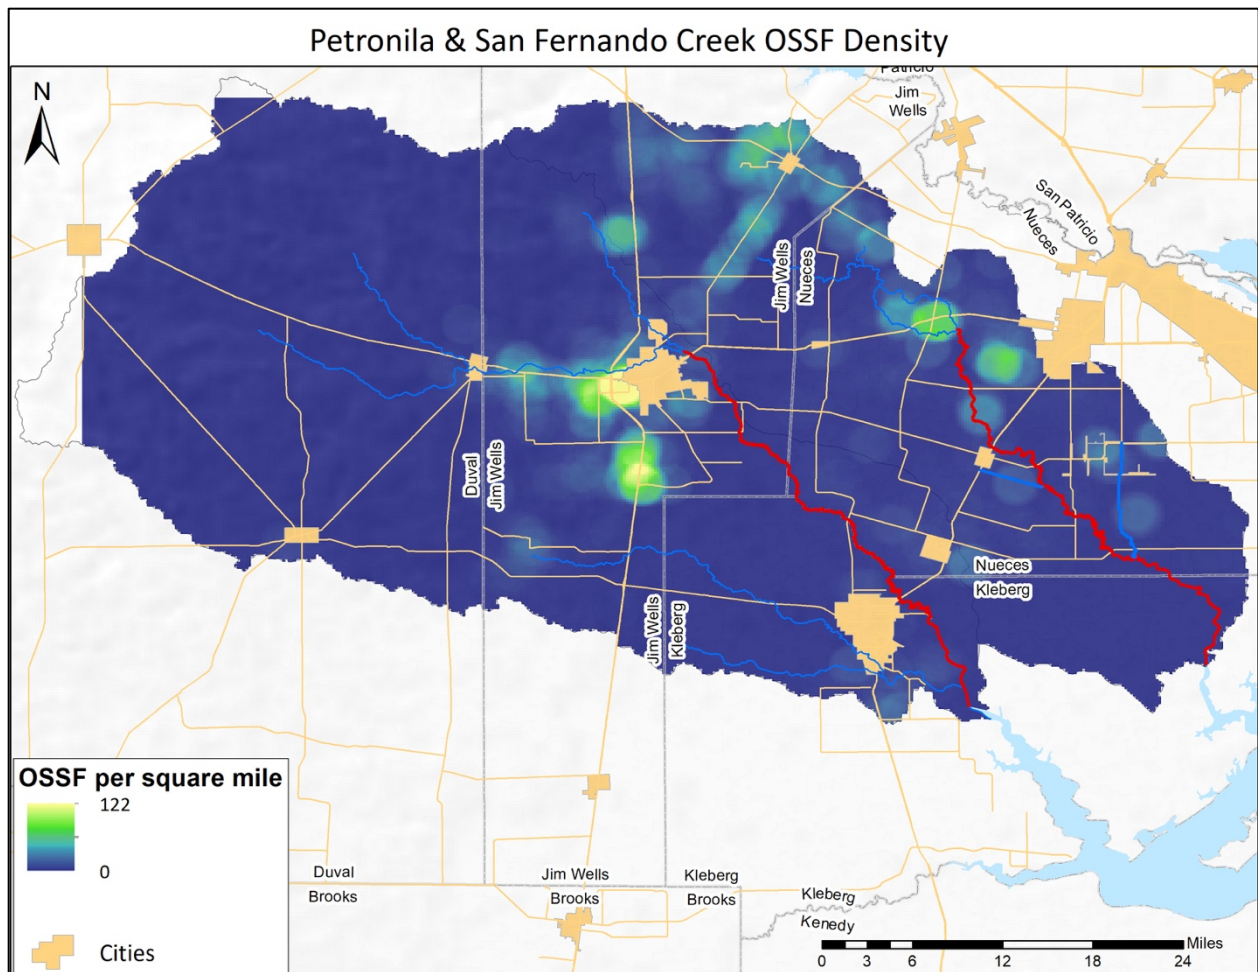 Petronila & San Fernando Creek OSSF Density
N
Patricio
Jim
Wells
San Patricio
Nueces
Jim Wells
Nueces
Duval
Jim Wells
Nueces
Kleberg
Jim Wells
Kleberg
OSSF per square mile
122
0
Cities
Duval
Brooks
Jim Wells
Brooks
Kleberg
Brooks
Kleberg
Kenedy
Miles
0 3 6 12 18 24